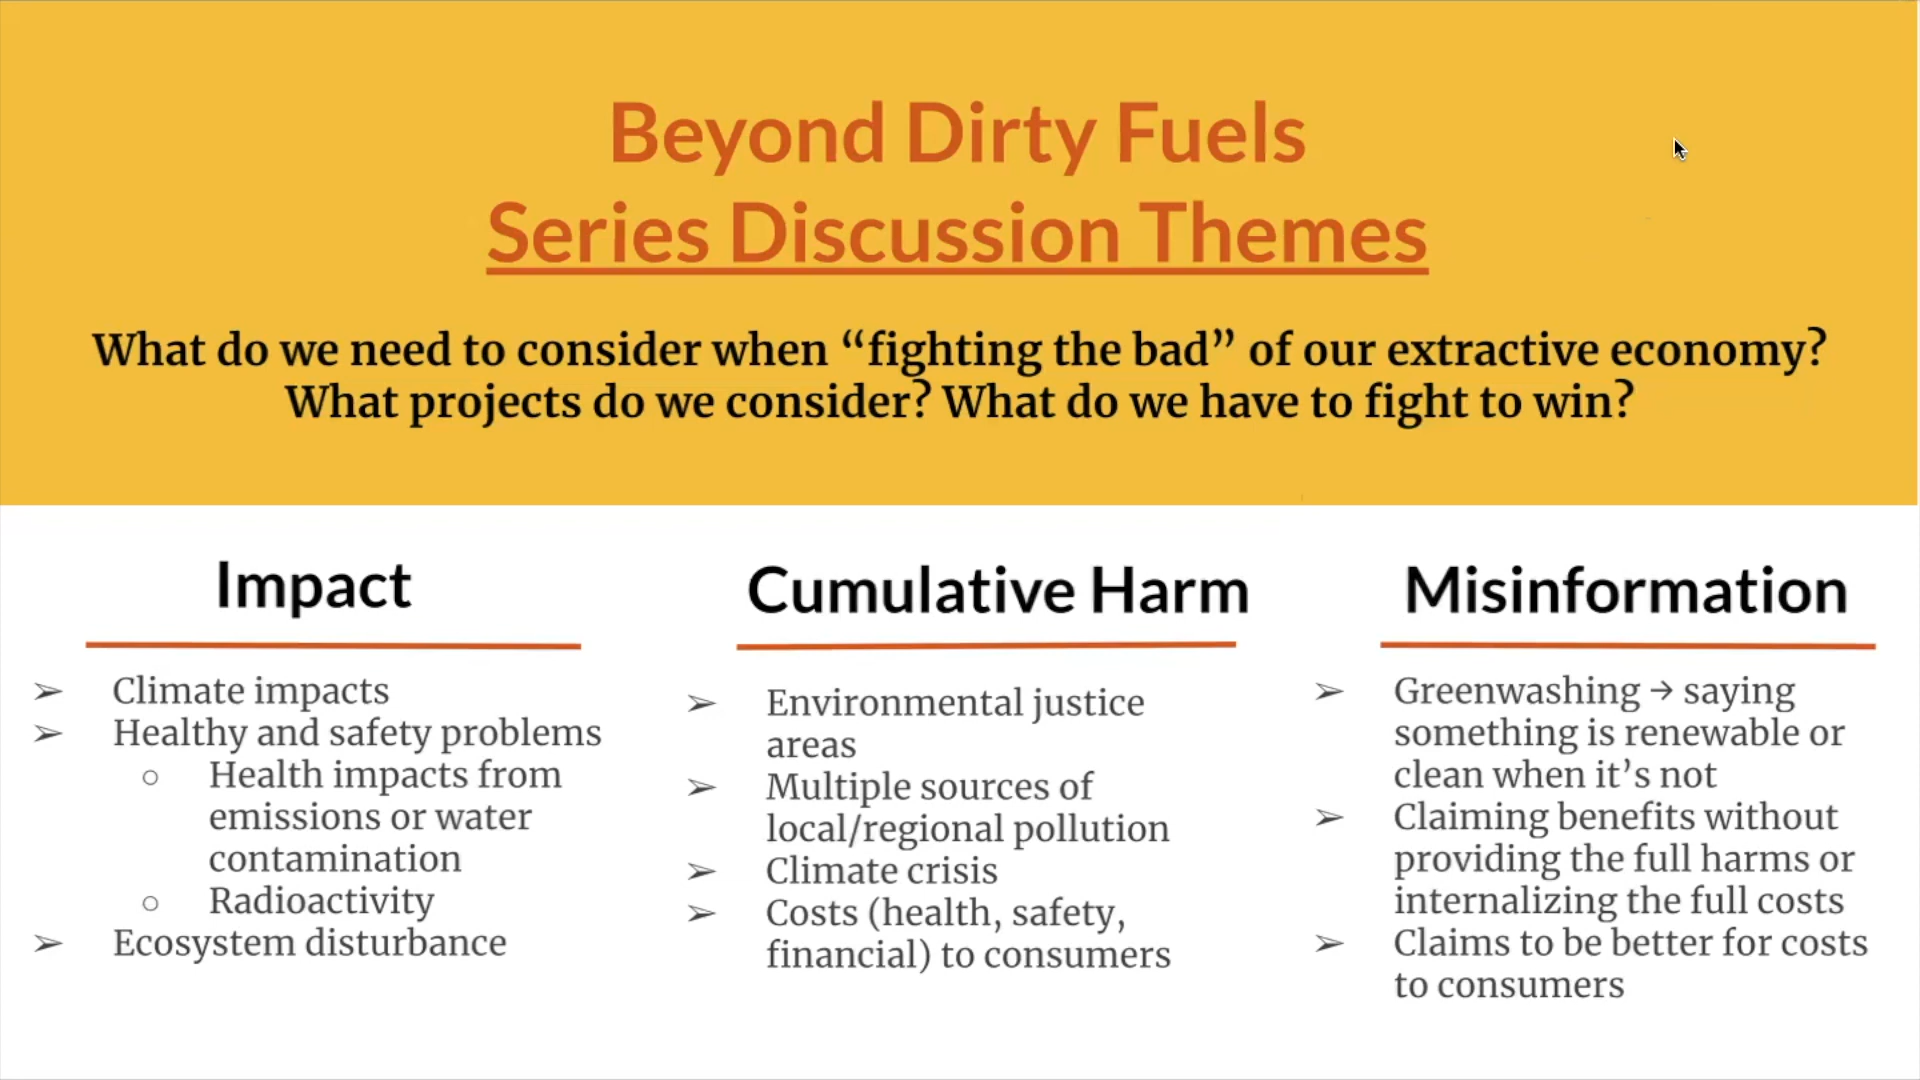 Beyond Dirty Fuels
Series Discussion Themes
What do we need to consider when “fighting the bad” of our extractive economy?
What projects do we consider? What do we have to fight to win?
Impact
➢ Climate impacts
➢ Healthy and safety problems
○ Health impacts from
emissions or water
contamination
○ Radioactivity
➢ Ecosystem disturbance
Cumulative Harm
➢ Environmental justice
areas
➢ Multiple sources of
local/regional pollution
➢ Climate crisis
➢ Costs (health, safety,
financial) to consumers
Misinformation
➢ Greenwashing → saying
something is renewable or
clean when it’s not
➢ Claiming benefits without
providing the full harms or
internalizing the full costs
➢ Claims to be better for costs
to consumers